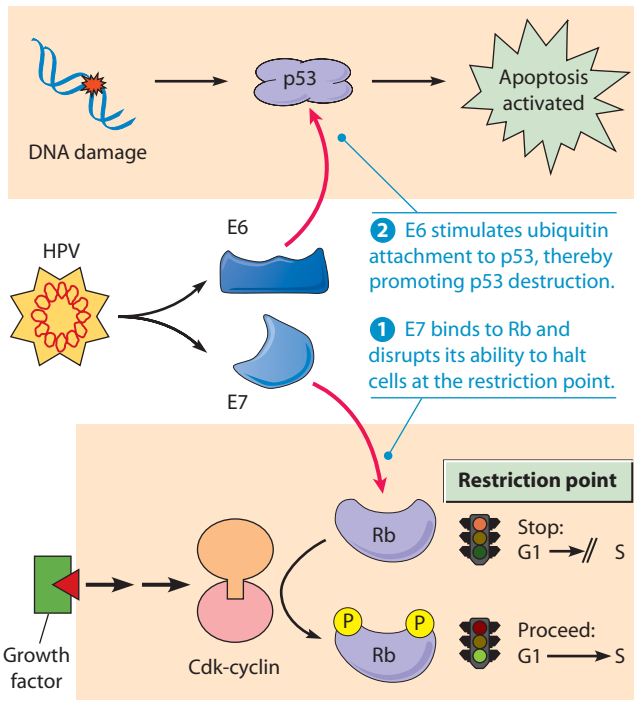 p53
Apoptosis
activated
DNA damage
E6
HPV
2 E6 stimulates ubiquitin
attachment to p53, thereby
promoting p53 destruction.
1 E7 binds to Rb and
disrupts its ability to halt
cells at the restriction point.
E7
Restriction point
Rb
Stop:
G1 S
P P
Rb
Proceed:
G1 S
Cdk-cyclin
Growth
factor